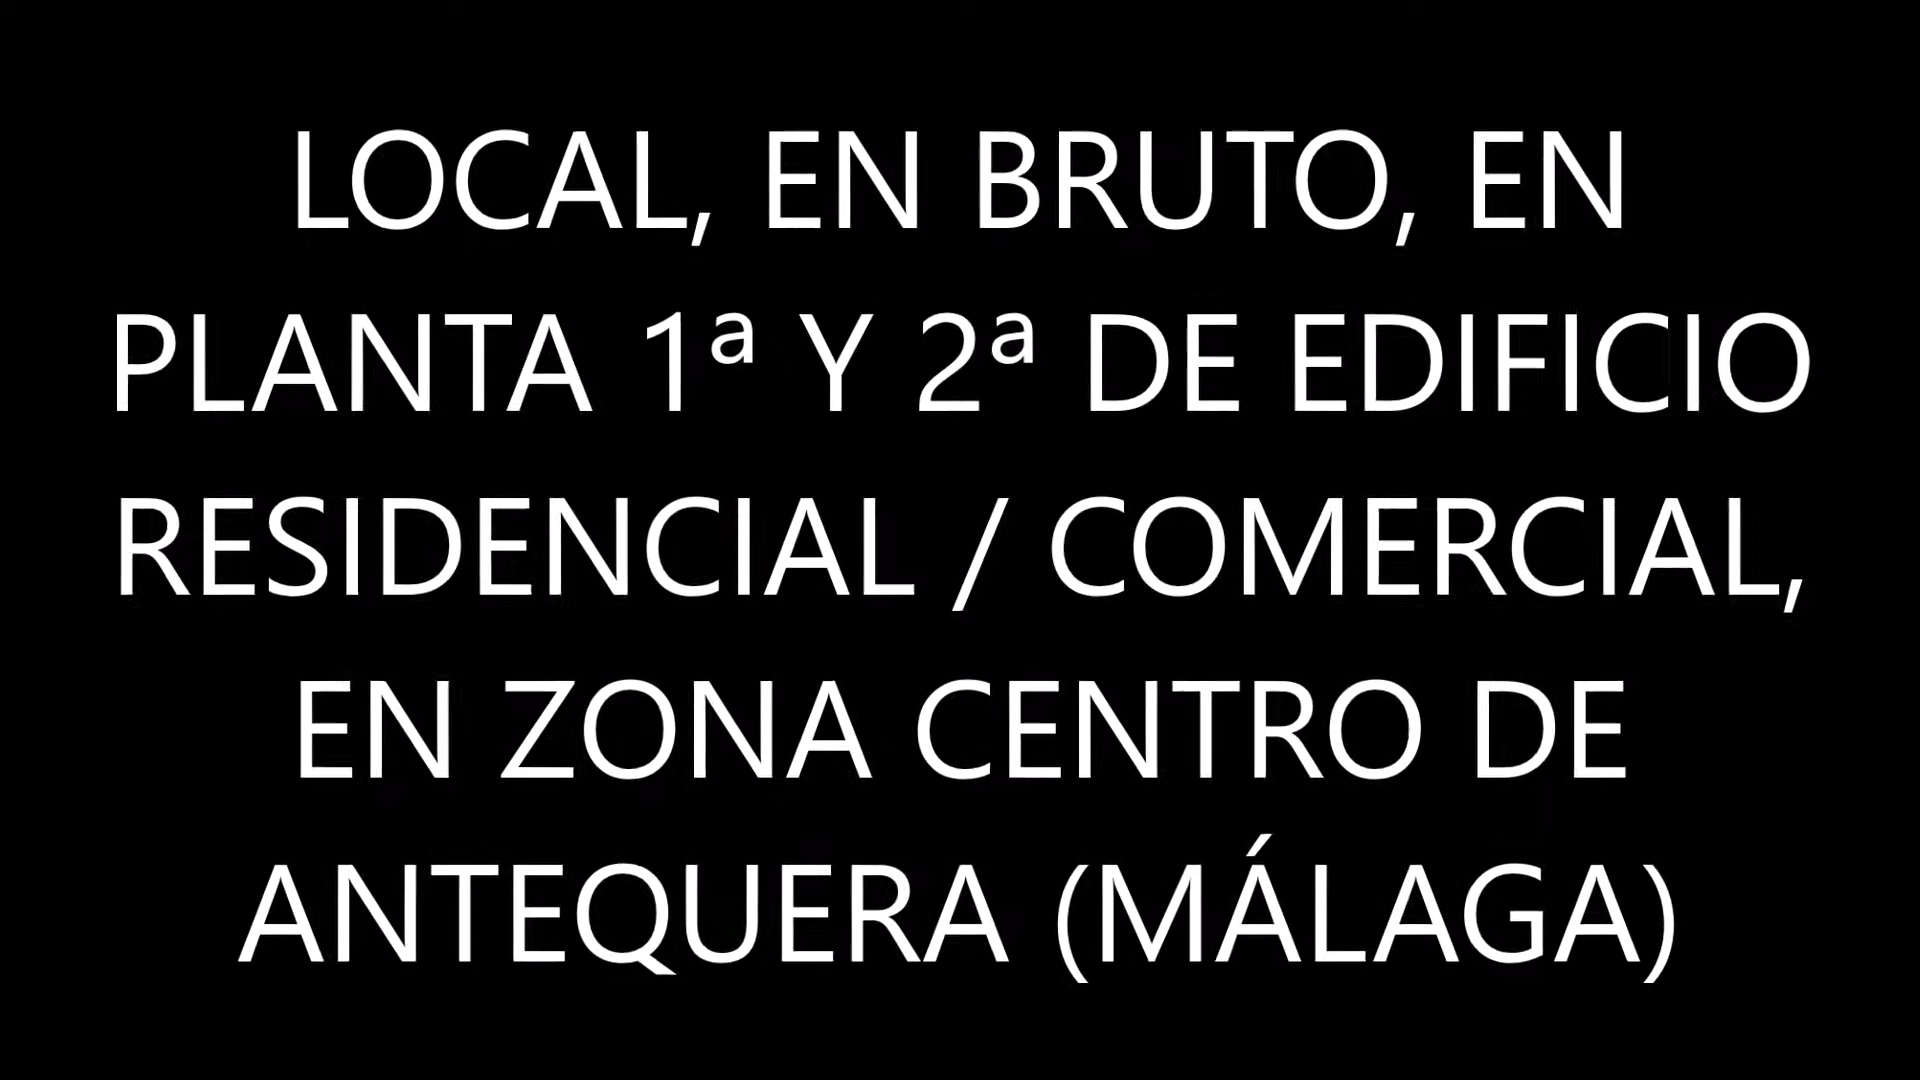 LOCAL, EN BRUTO, EN
PLANTA 1ª Y 2ª DE EDIFICIO
RESIDENCIAL / COMERCIAL,
EN ZONA CENTRO DE
ANTEQUERA (MÁLAGA)